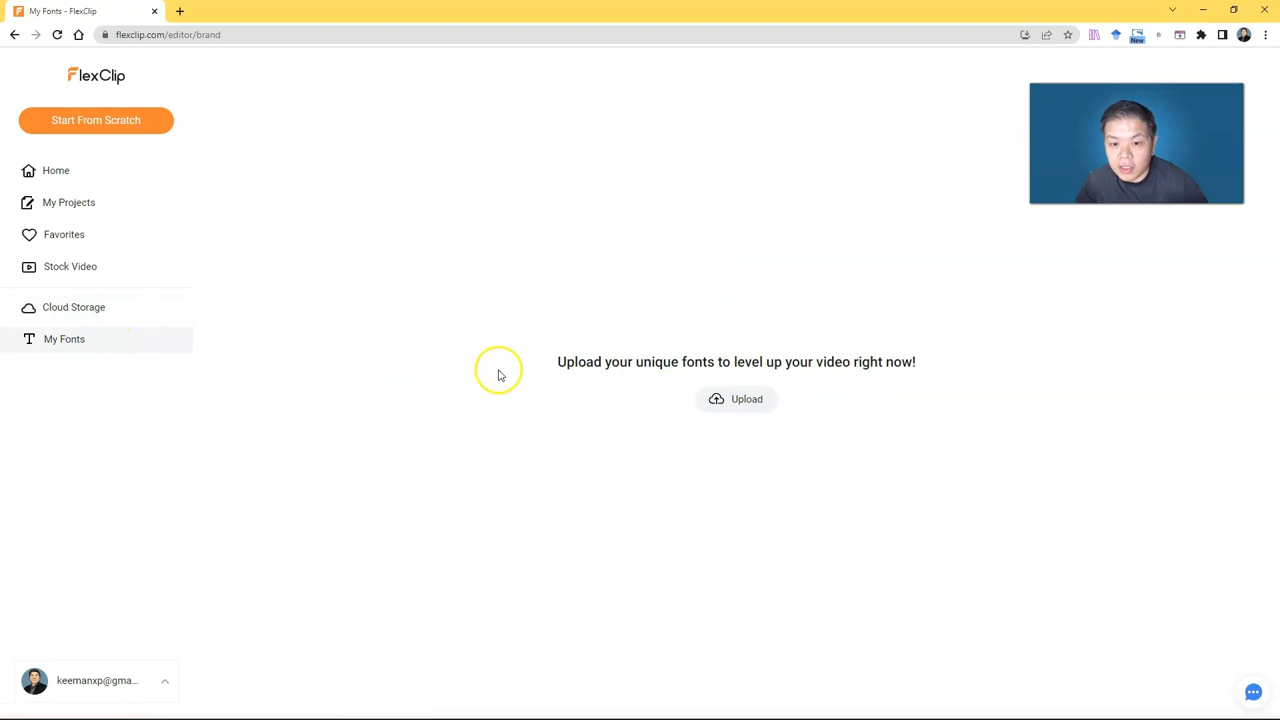 My Fonts - FlexClip
flexclip.com/editor/brand
New
B
FlexClip
Start From Scratch
Home
My Projects
Favorites
Stock Video
Cloud Storage
My Fonts
Upload your unique fonts to level up your video right now!
Upload
keemanxp@gma...